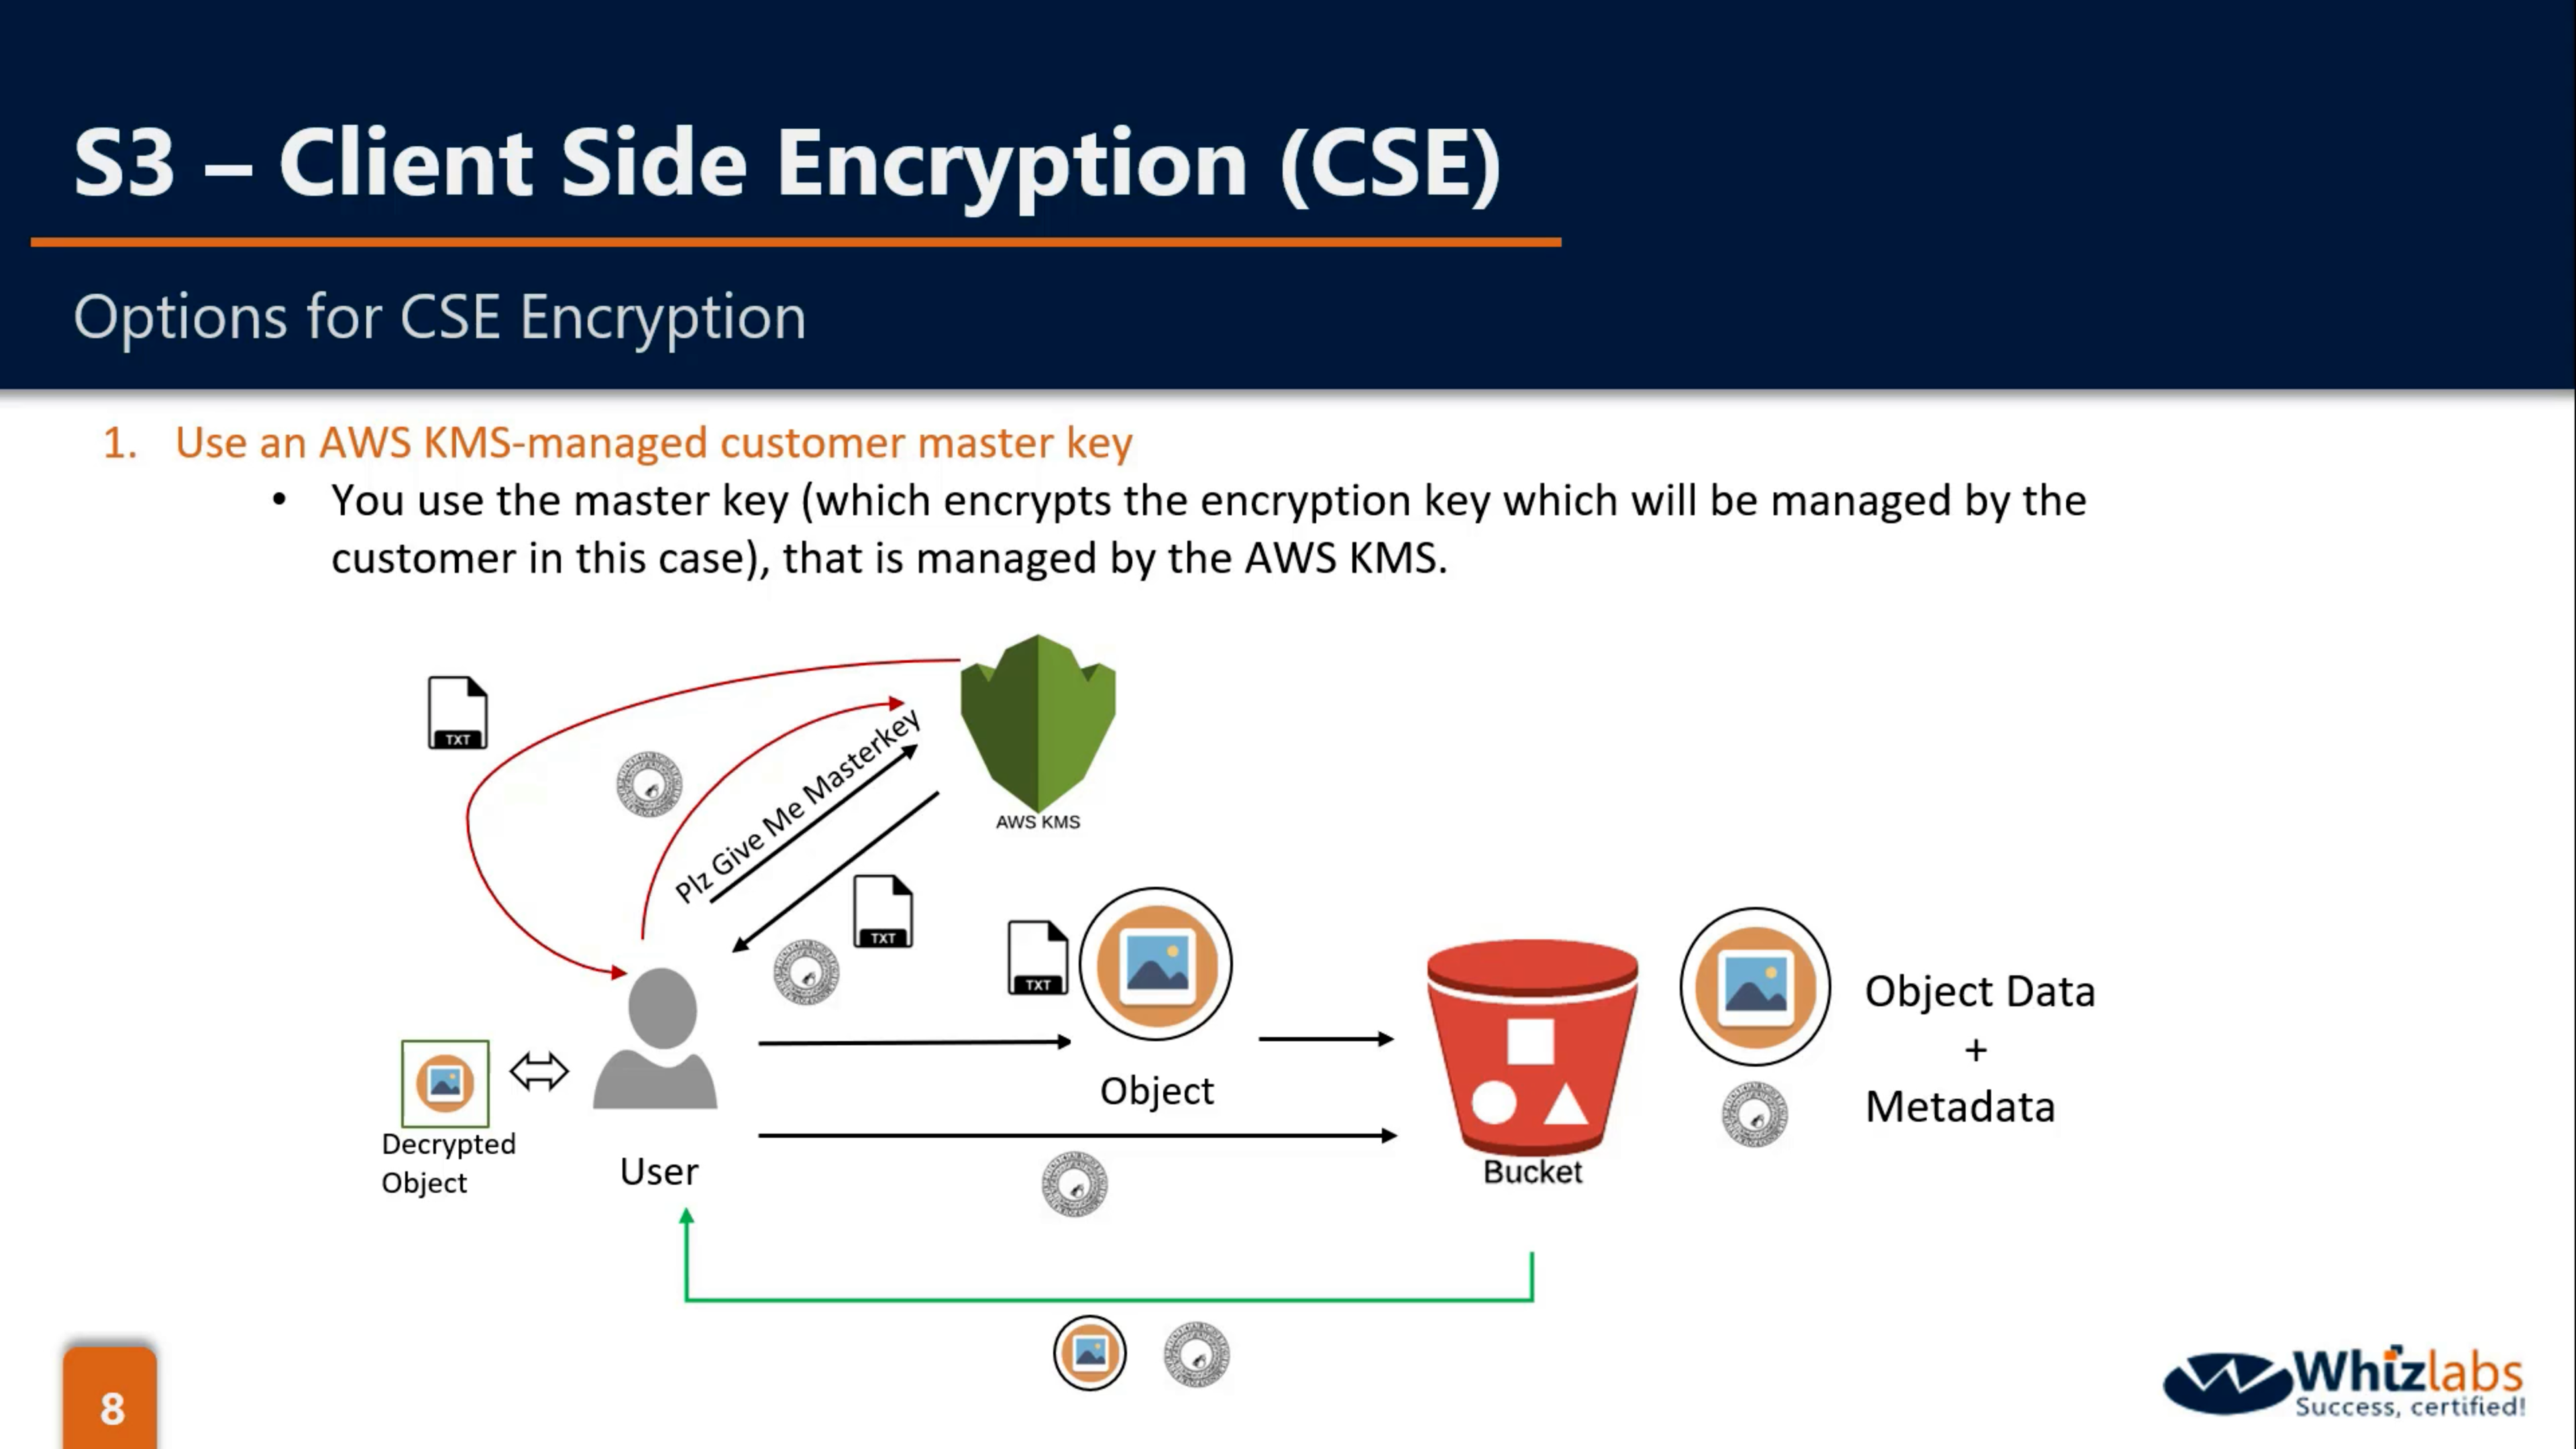 S3 – Client Side Encryption (CSE)
Options for CSE Encryption
1. Use an AWS KMS-managed customer master key
• You use the master key (which encrypts the encryption key which will be managed by the
customer in this case), that is managed by the AWS KMS.
TXT
Plz Give Me Masterkey
AWS KMS
TXT
TXT
Object Data
+
Metadata
Object
Decrypted
Object
User
Bucket
8
Whizlabs
Success, certified!